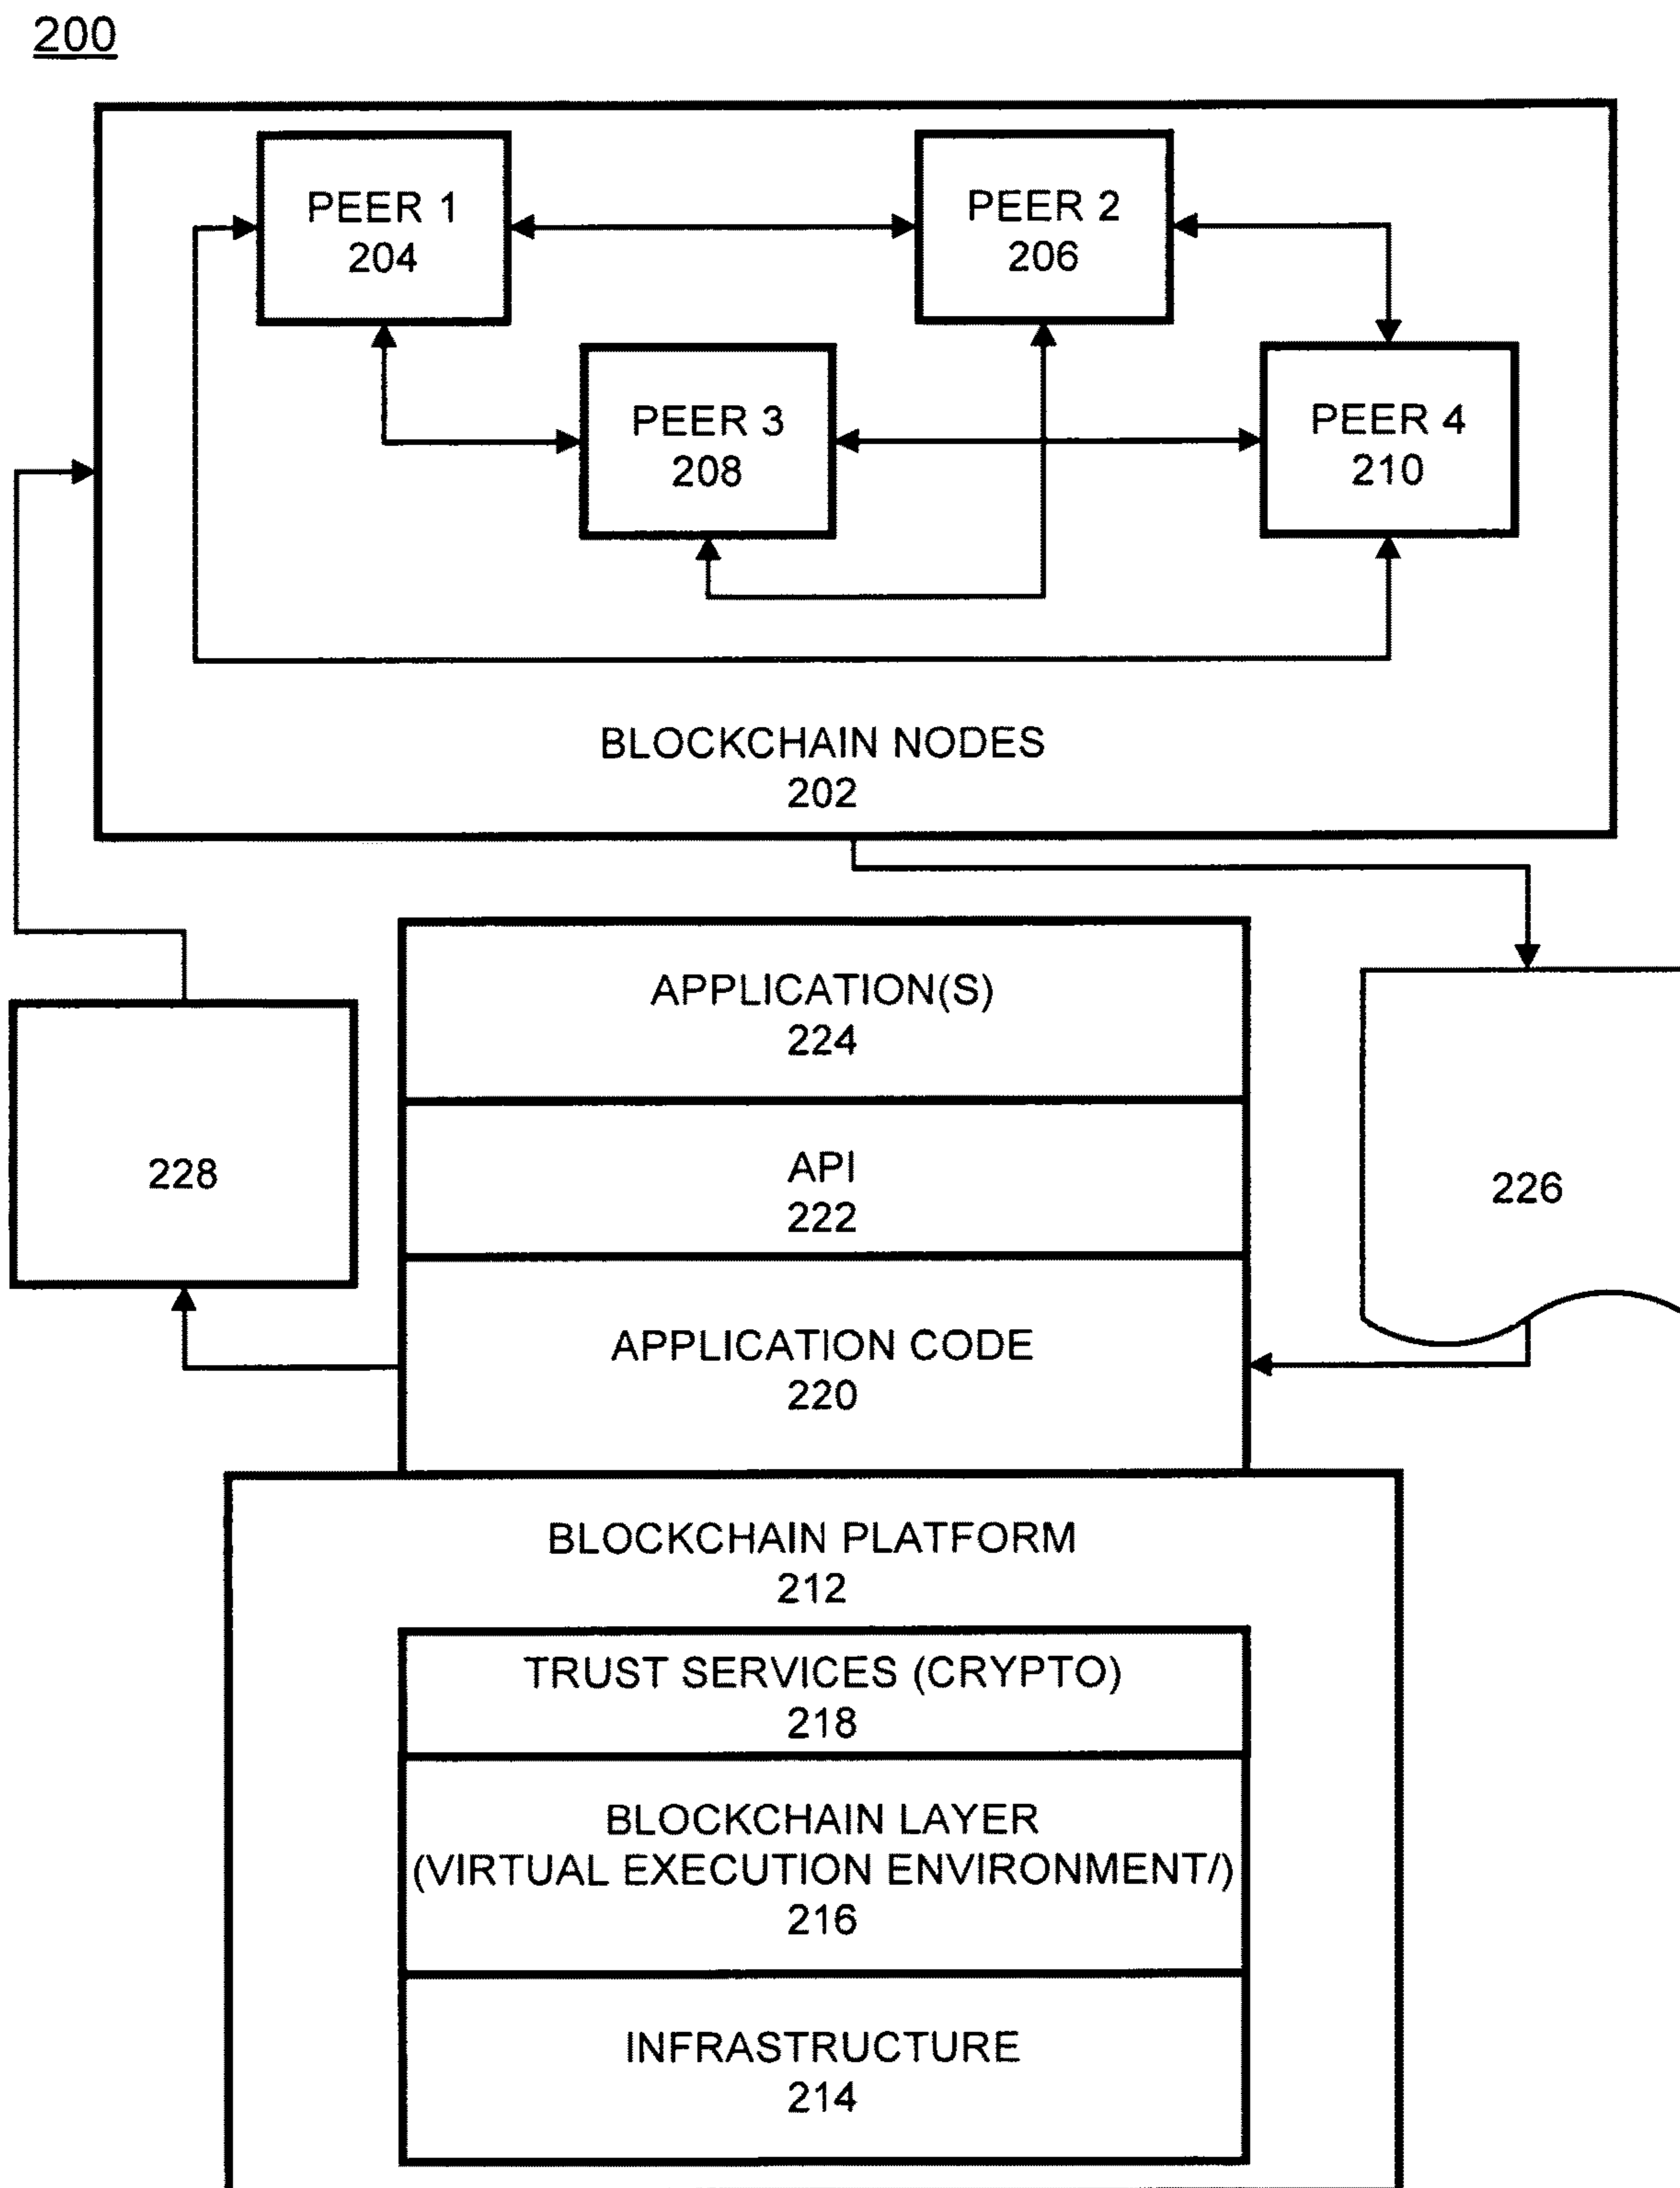 200
PEER 1
204
PEER 2
206
PEER 3
208
PEER 4
210
BLOCKCHAIN NODES
202
APPLICATION(S)
224
API
222
228
226
APPLICATION CODE
220
BLOCKCHAIN PLATFORM
212
TRUST SERVICES (CRYPTO)
218
BLOCKCHAIN LAYER
(VIRTUAL EXECUTION ENVIRONMENT/)
216
INFRASTRUCTURE
214